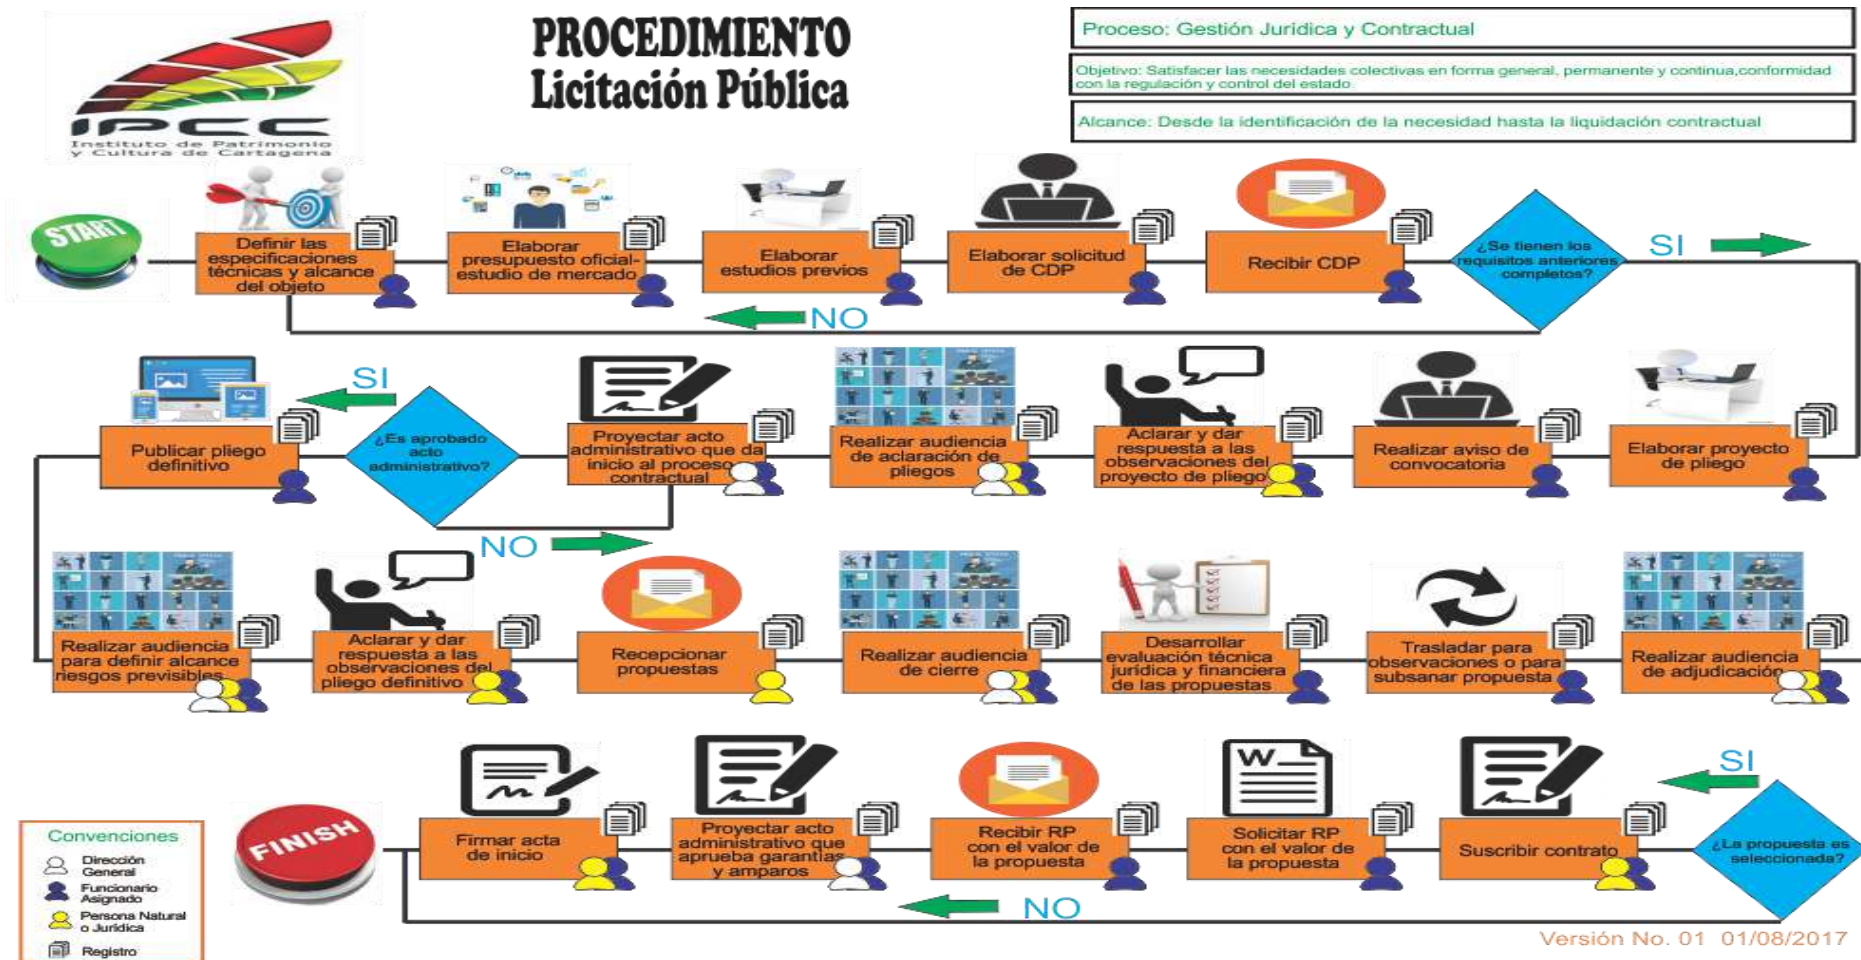 PROCEDIMIENTO
Licitación Pública
IPCC
Instituto de Patrimonio
y Cultura de Cartagena
Proceso: Gestión Jurídica y Contractual
Objetivo: Satisfacer las necesidades colectivas en forma general, permanente y continua,conformidad
con la regulación y control del estado.
Alcance: Desde la identificación de la necesidad hasta la liquidación contractual
START
Definir las
especificaciones
técnicas y alcance
del objeto
Elaborar
presupuesto oficial-
estudio de mercado
Elaborar
estudios previos
Elaborar solicitud
de CDP
Recibir CDP
¿Se tienen los
requisitos anteriores
completos?
SI
NO
Publicar pliego
definitivo
SI
¿Es aprobado
acto
administrativo?
Proyectar acto
administrativo que da
inicio al proceso
contractual
Realizar audiencia
de aclaración de
pliegos
Aclarar y dar
respuesta a las
observaciones del
proyecto de pliego
Realizar aviso de
convocatoria
Elaborar proyecto
de pliego
NO
Realizar audiencia
para definir alcance
riesgos previsibles
Aclarar y dar
respuesta a las
observaciones del
pliego definitivo
Recepcionar
propuestas
Realizar audiencia
de cierre
Desarrollar
evaluación técnica
jurídica y financiera
de las propuestas
Trasladar para
observaciones o para
subsanar propuesta
Realizar audiencia
de adjudicación
FINISH
Firmar acta
de inicio
Proyectar acto
administrativo que
aprueba garantías
y amparos
Recibir RP
con el valor de
la propuesta
W
Solicitar RP
con el valor de
la propuesta
Suscribir contrato
SI
¿La propuesta es
seleccionada?
NO
Convenciones
Dirección
General
Funcionario
Asignado
Persona Natural
o Jurídica
Registro
Versión No. 01 01/08/2017